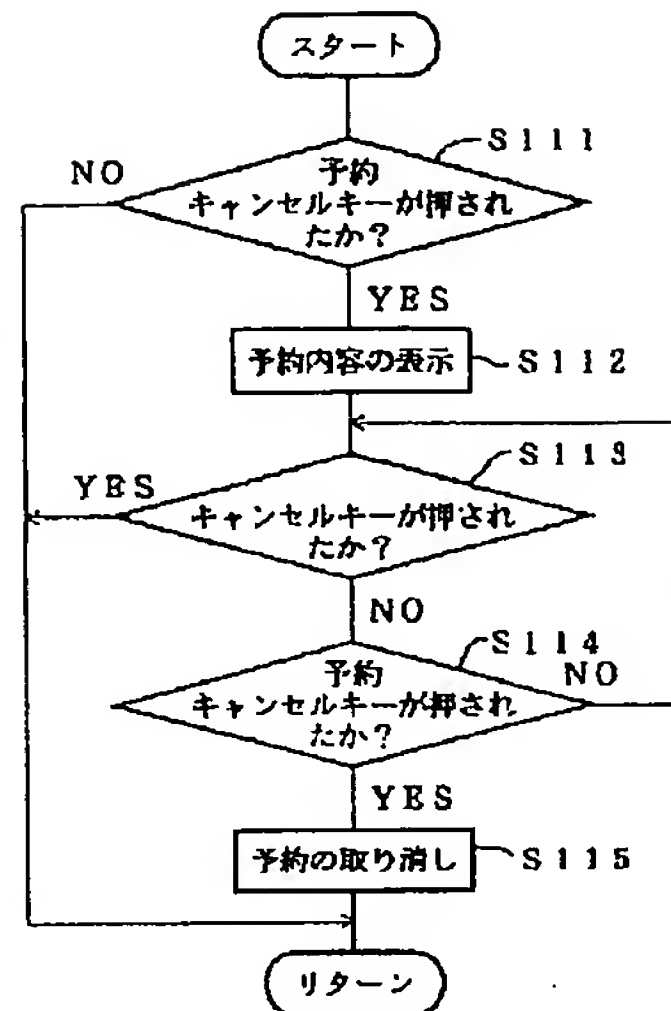 スタート
S111
NO
予約
キャンセルキーが押され
たか？
YES
予約内容の表示
S112
S113
YES
キャンセルキーが押され
たか？
NO
S114
予約
NO
キャンセルキーが押され
たか？
YES
予約の取り消し
S115
リターン